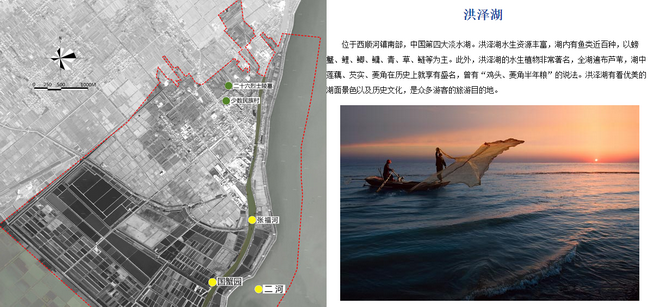 洪泽湖
位于西顺河镇南部，中国第四大淡水湖。洪泽湖水生资源丰富，湖内有鱼类近百种，以螃
蟹、鲤、鲫、鳙、青、草、鲢等为主。此外，洪泽湖的水生植物非常著名，全湖遍布芦苇，湖中
莲藕、芡实、菱角在历史上就享有盛名，曾有“鸡头、菱角半年粮”的说法。洪泽湖有着优美的
湖面景色以及历史文化，是众多游客的旅游目的地。
0 250 500
二十六烈士陵墓
少数民族村
张福河
国蟹园
二河